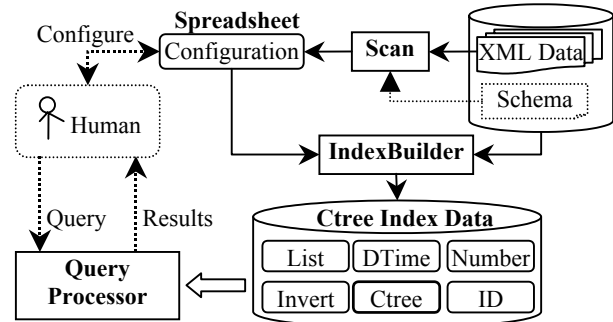 Spreadsheet
Configure
Configuration
Scan
XML Data
Schema
Human
IndexBuilder
Query
Results
Ctree Index Data
List
DTime
Number
Query
Processor
Invert
Ctree
ID